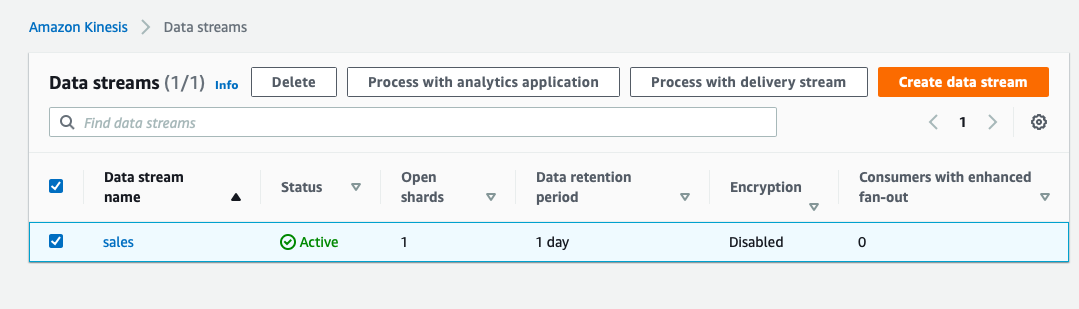 Amazon Kinesis > Data streams
Data streams (1/1) Info Delete Process with analytics application Process with delivery stream Create data stream
Find data streams 1
Data stream name Status Open shards Data retention period Encryption Consumers with enhanced fan-out
sales Active 1 1 day Disabled 0